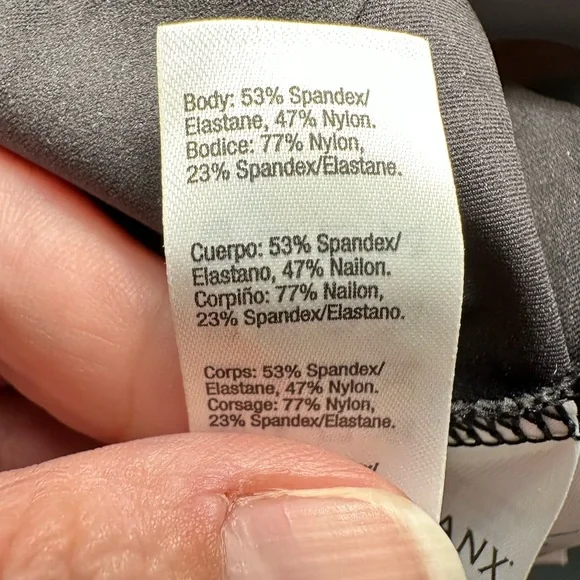 Body: 53% Spandex/
Elastane, 47% Nylon.
Bodice: 77% Nylon,
23% Spandex/Elastane.
Cuerpo: 53% Spandex/
Elastano, 47% Nailon.
Corpiño: 77% Nailon,
23% Spandex/Elastano.
Corps: 53% Spandex/
Elastane, 47% Nylon.
Corsage: 77% Nylon,
23% Spandex/Elastane.